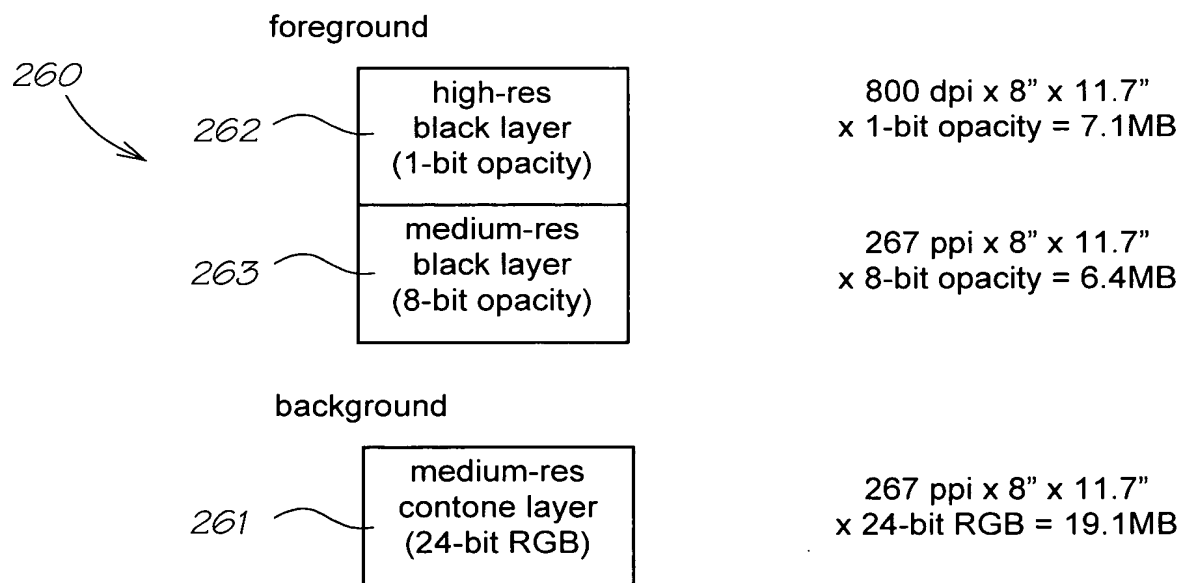 foreground
260
262
high-res
black layer
(1-bit opacity)
800 dpi x 8” x 11.7”
x 1-bit opacity = 7.1MB
263
medium-res
black layer
(8-bit opacity)
267 ppi x 8” x 11.7”
x 8-bit opacity = 6.4MB
background
261
medium-res
contone layer
(24-bit RGB)
267 ppi x 8” x 11.7”
x 24-bit RGB = 19.1MB